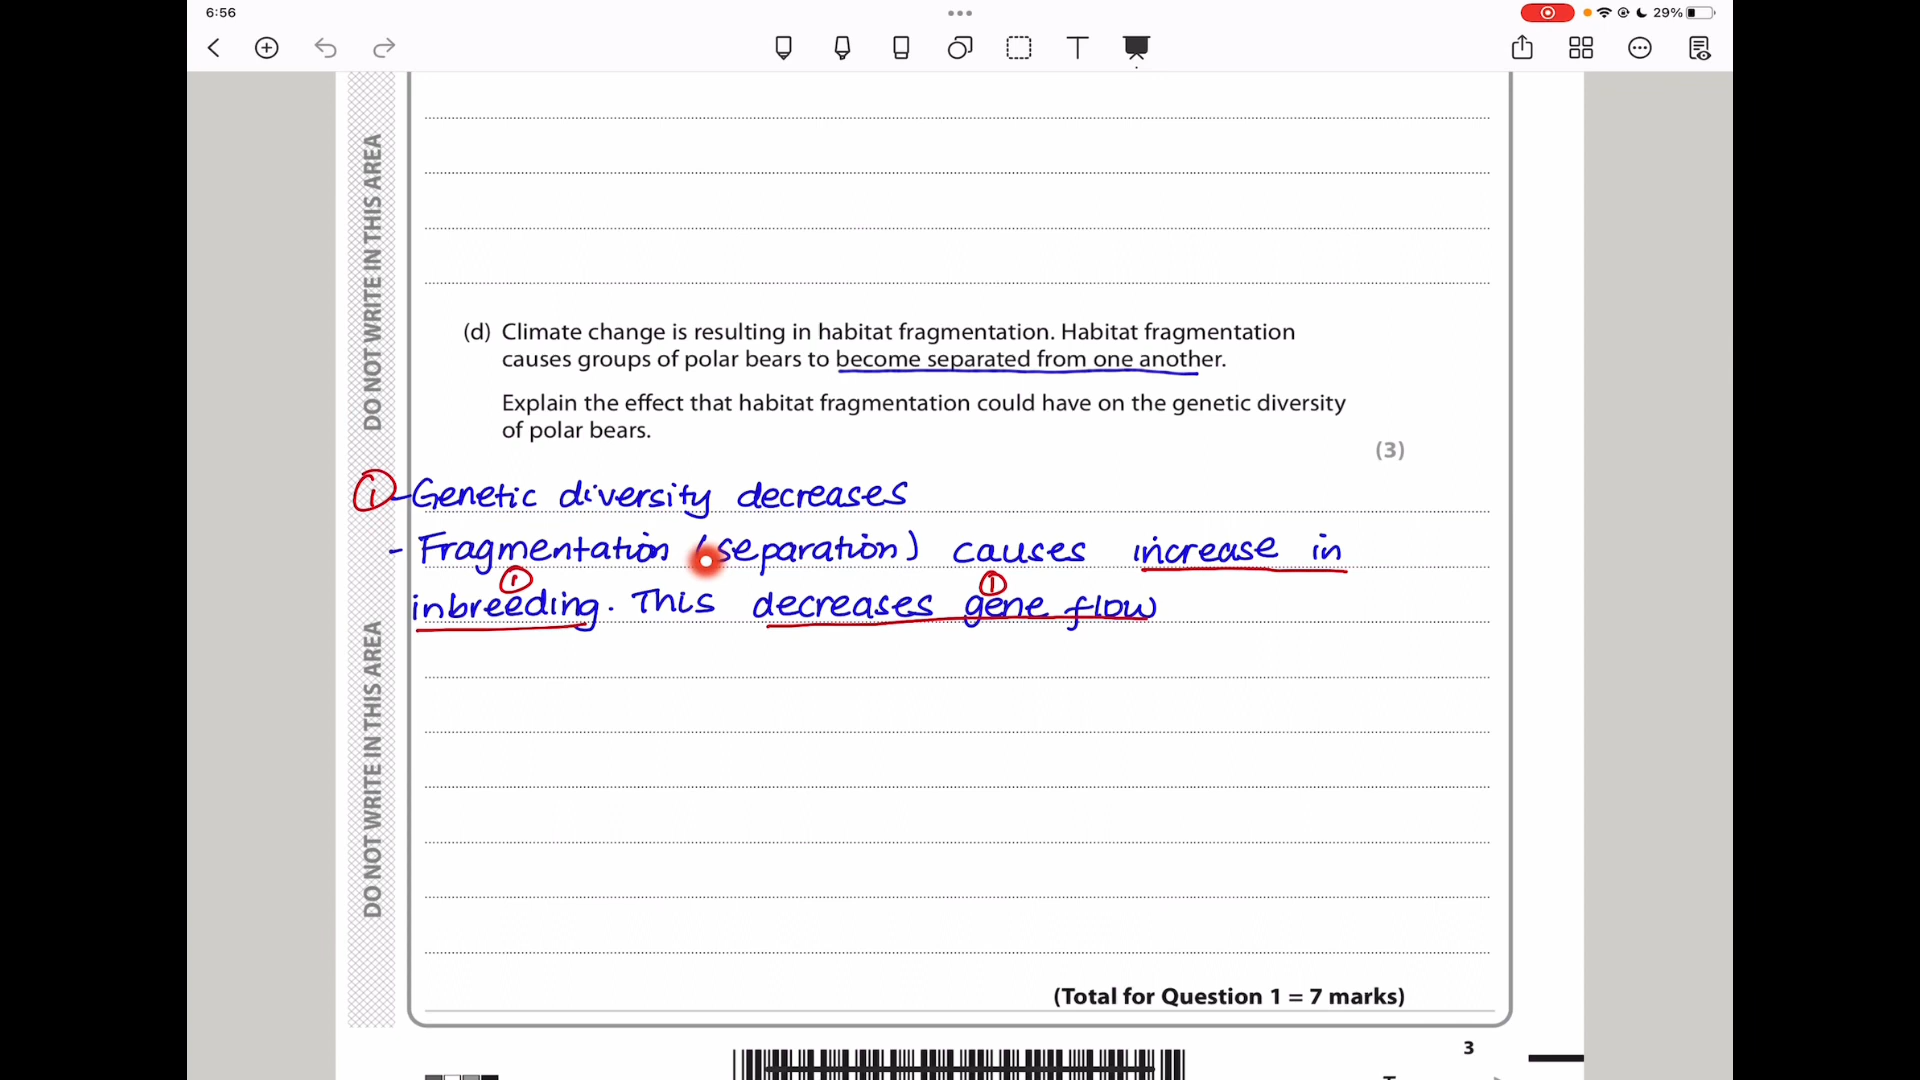 6:56
29%
DO NOT WRITE IN THIS AREA
(d) Climate change is resulting in habitat fragmentation. Habitat fragmentation
causes groups of polar bears to become separated from one another.
Explain the effect that habitat fragmentation could have on the genetic diversity
of polar bears.
(3)
① - Genetic diversity decreases
- Fragmentation (separation) causes increase in
① ①
inbreeding. This decreases gene flow
DO NOT WRITE IN THIS AREA
(Total for Question 1 = 7 marks)
3